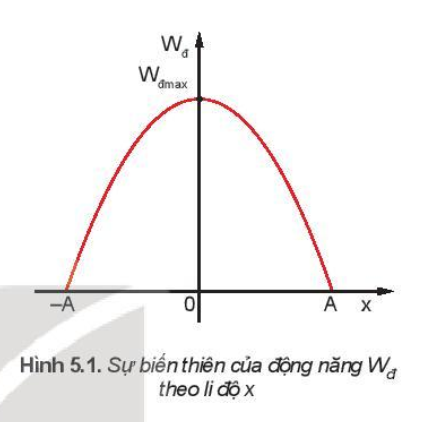 Wđ
Wđmax
–A
0
A
x
Hình 5.1. Sự biến thiên của động năng Wđ
theo li độ x